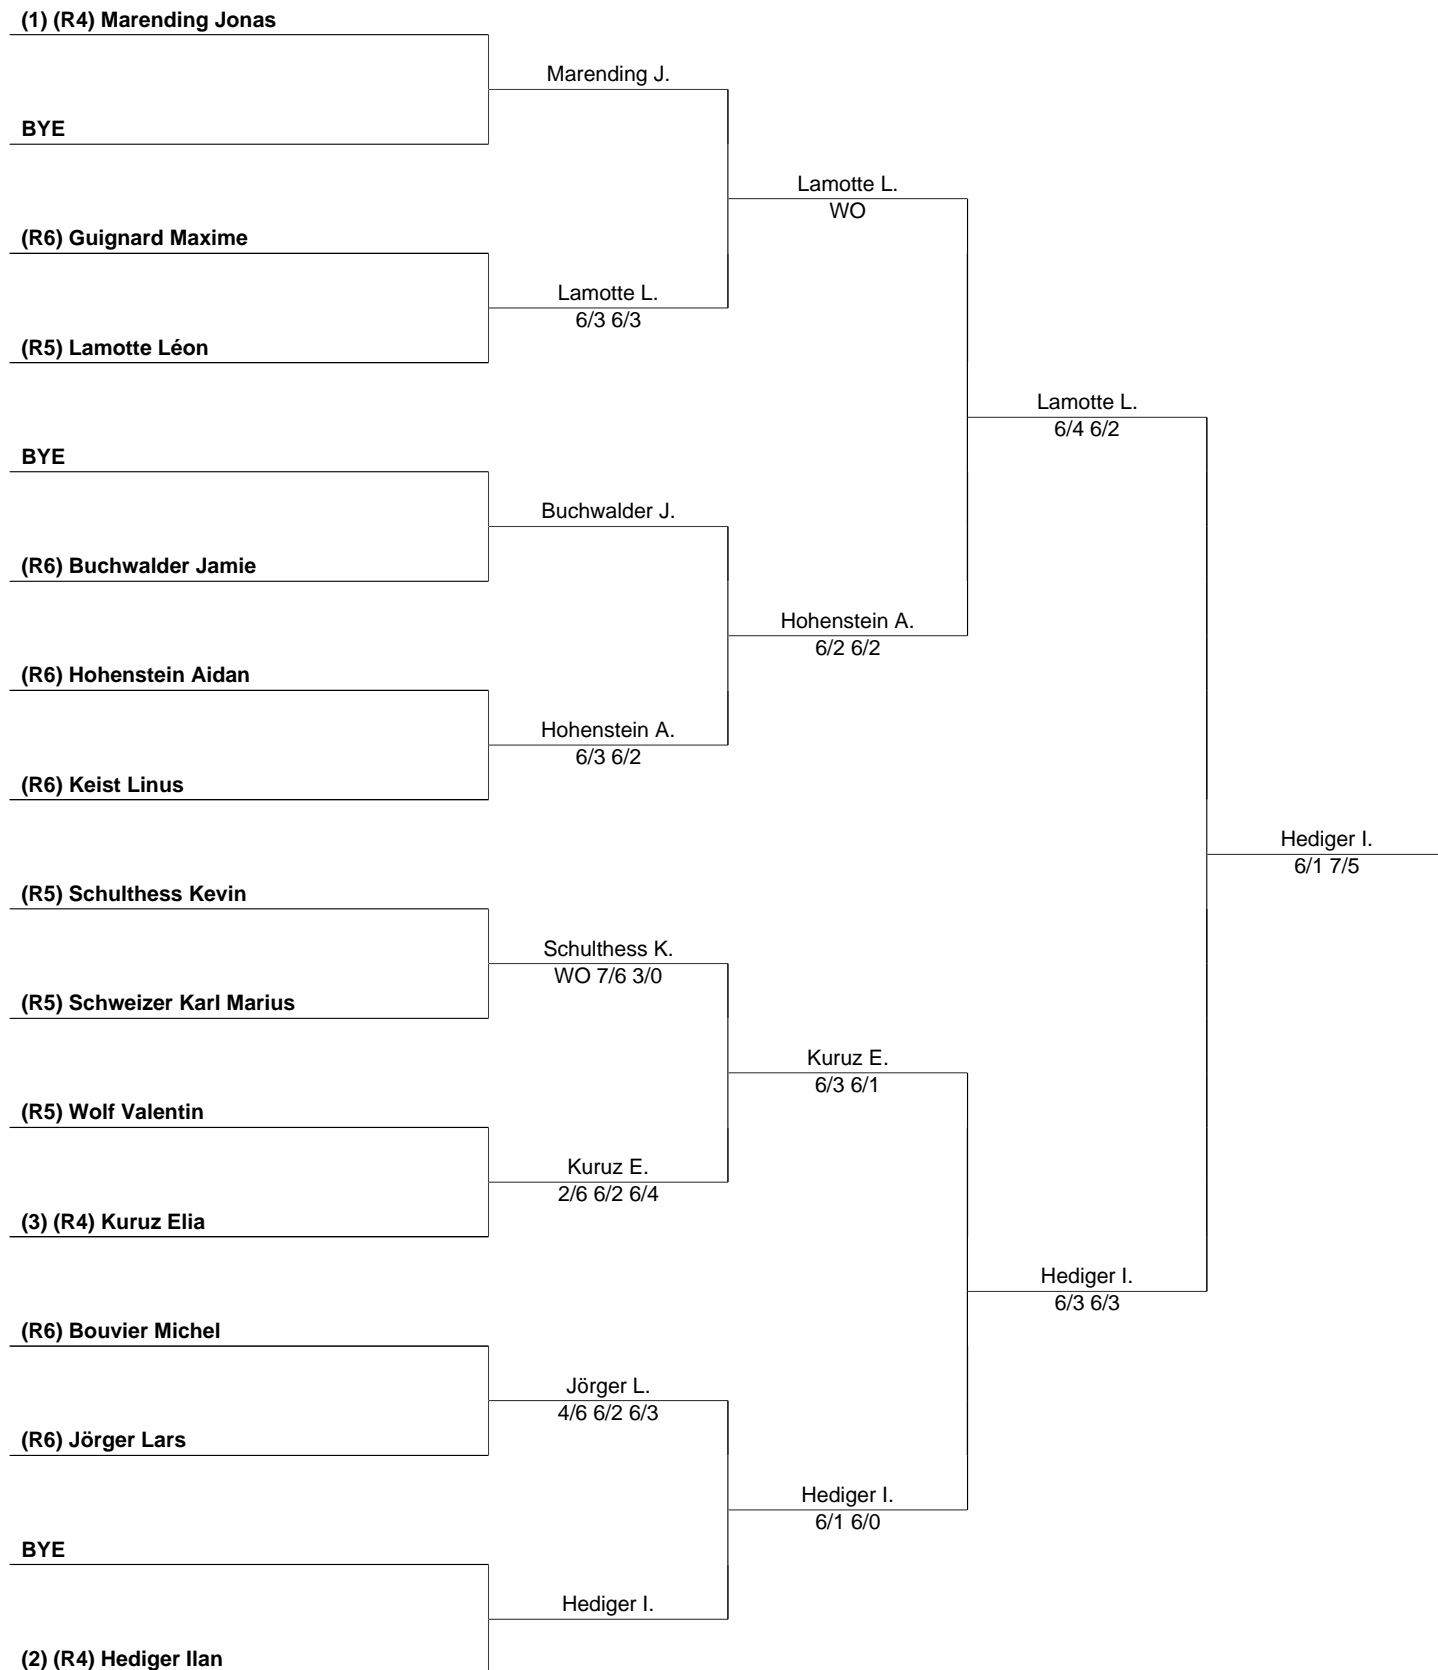 (1) (R4) Marending Jonas
Marending J.
BYE
Lamotte L.
WO
(R6) Guignard Maxime
Lamotte L.
6/3 6/3
(R5) Lamotte Léon
Lamotte L.
6/4 6/2
BYE
Buchwalder J.
(R6) Buchwalder Jamie
Hohenstein A.
6/2 6/2
(R6) Hohenstein Aidan
Hohenstein A.
6/3 6/2
(R6) Keist Linus
Hediger I.
6/1 7/5
(R5) Schulthess Kevin
Schulthess K.
WO 7/6 3/0
(R5) Schweizer Karl Marius
Kuruz E.
6/3 6/1
(R5) Wolf Valentin
Kuruz E.
2/6 6/2 6/4
(3) (R4) Kuruz Elia
Hediger I.
6/3 6/3
(R6) Bouvier Michel
Jörger L.
4/6 6/2 6/3
(R6) Jörger Lars
Hediger I.
6/1 6/0
BYE
Hediger I.
(2) (R4) Hediger Ilan